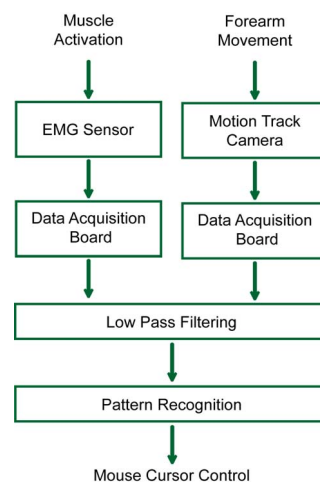 Muscle
Activation
Forearm
Movement
EMG Sensor
Motion Track
Camera
Data Acquisition
Board
Data Acquisition
Board
Low Pass Filtering
Pattern Recognition
Mouse Cursor Control